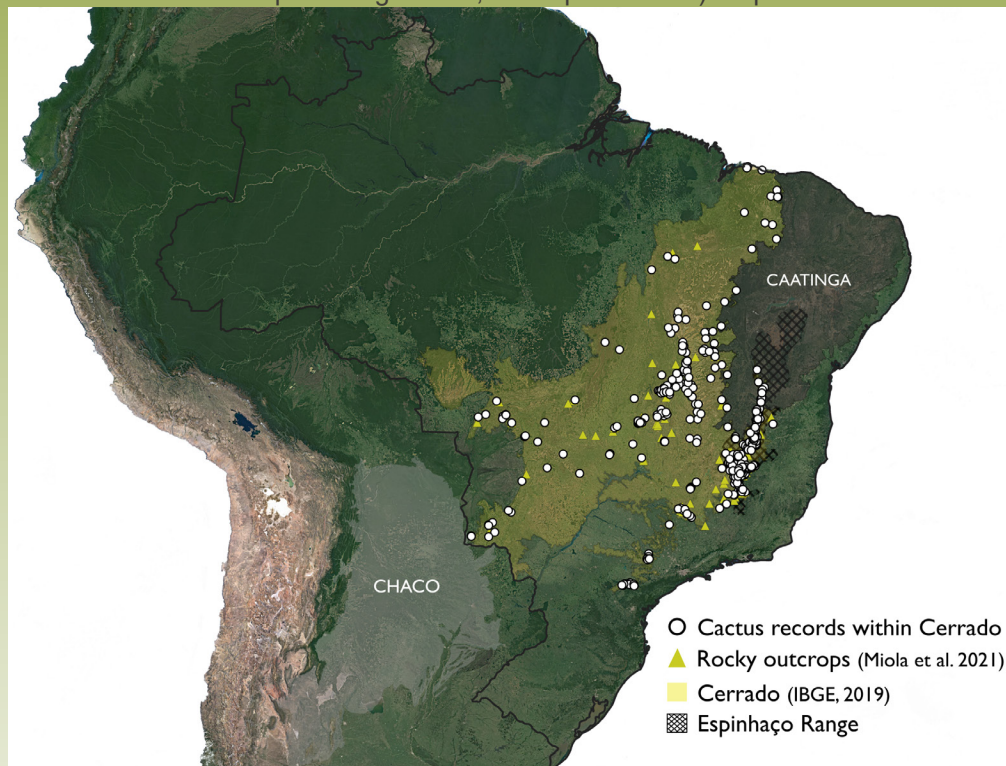 CAATINGA
CHACO
Cactus records within Cerrado
Rocky outcrops (Miola et al. 2021)
Cerrado (IBGE, 2019)
Espinhaço Range